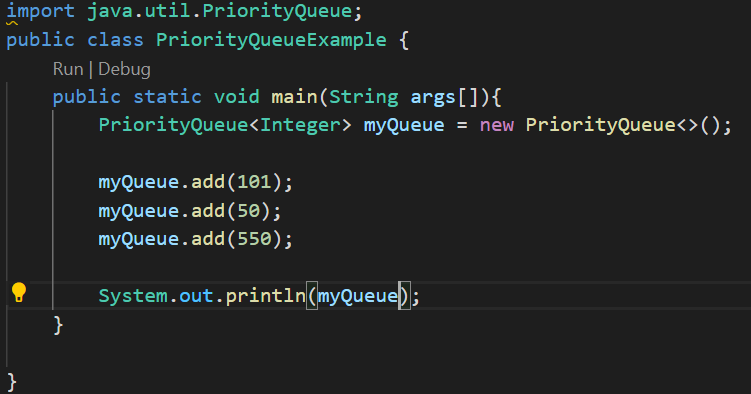 import java.util.PriorityQueue;
public class PriorityQueueExample {
Run | Debug
public static void main(String args[]){
PriorityQueue<Integer> myQueue = new PriorityQueue<>();
myQueue.add(101);
myQueue.add(50);
myQueue.add(550);
System.out.println(myQueue);
}
}